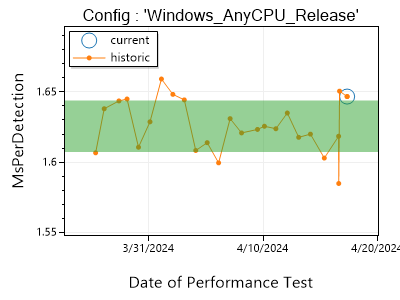 Config : 'Windows_AnyCPU_Release'
current
historic
MsPerDetection
1.65
1.6
1.55
3/31/2024
4/10/2024
4/20/2024
Date of Performance Test